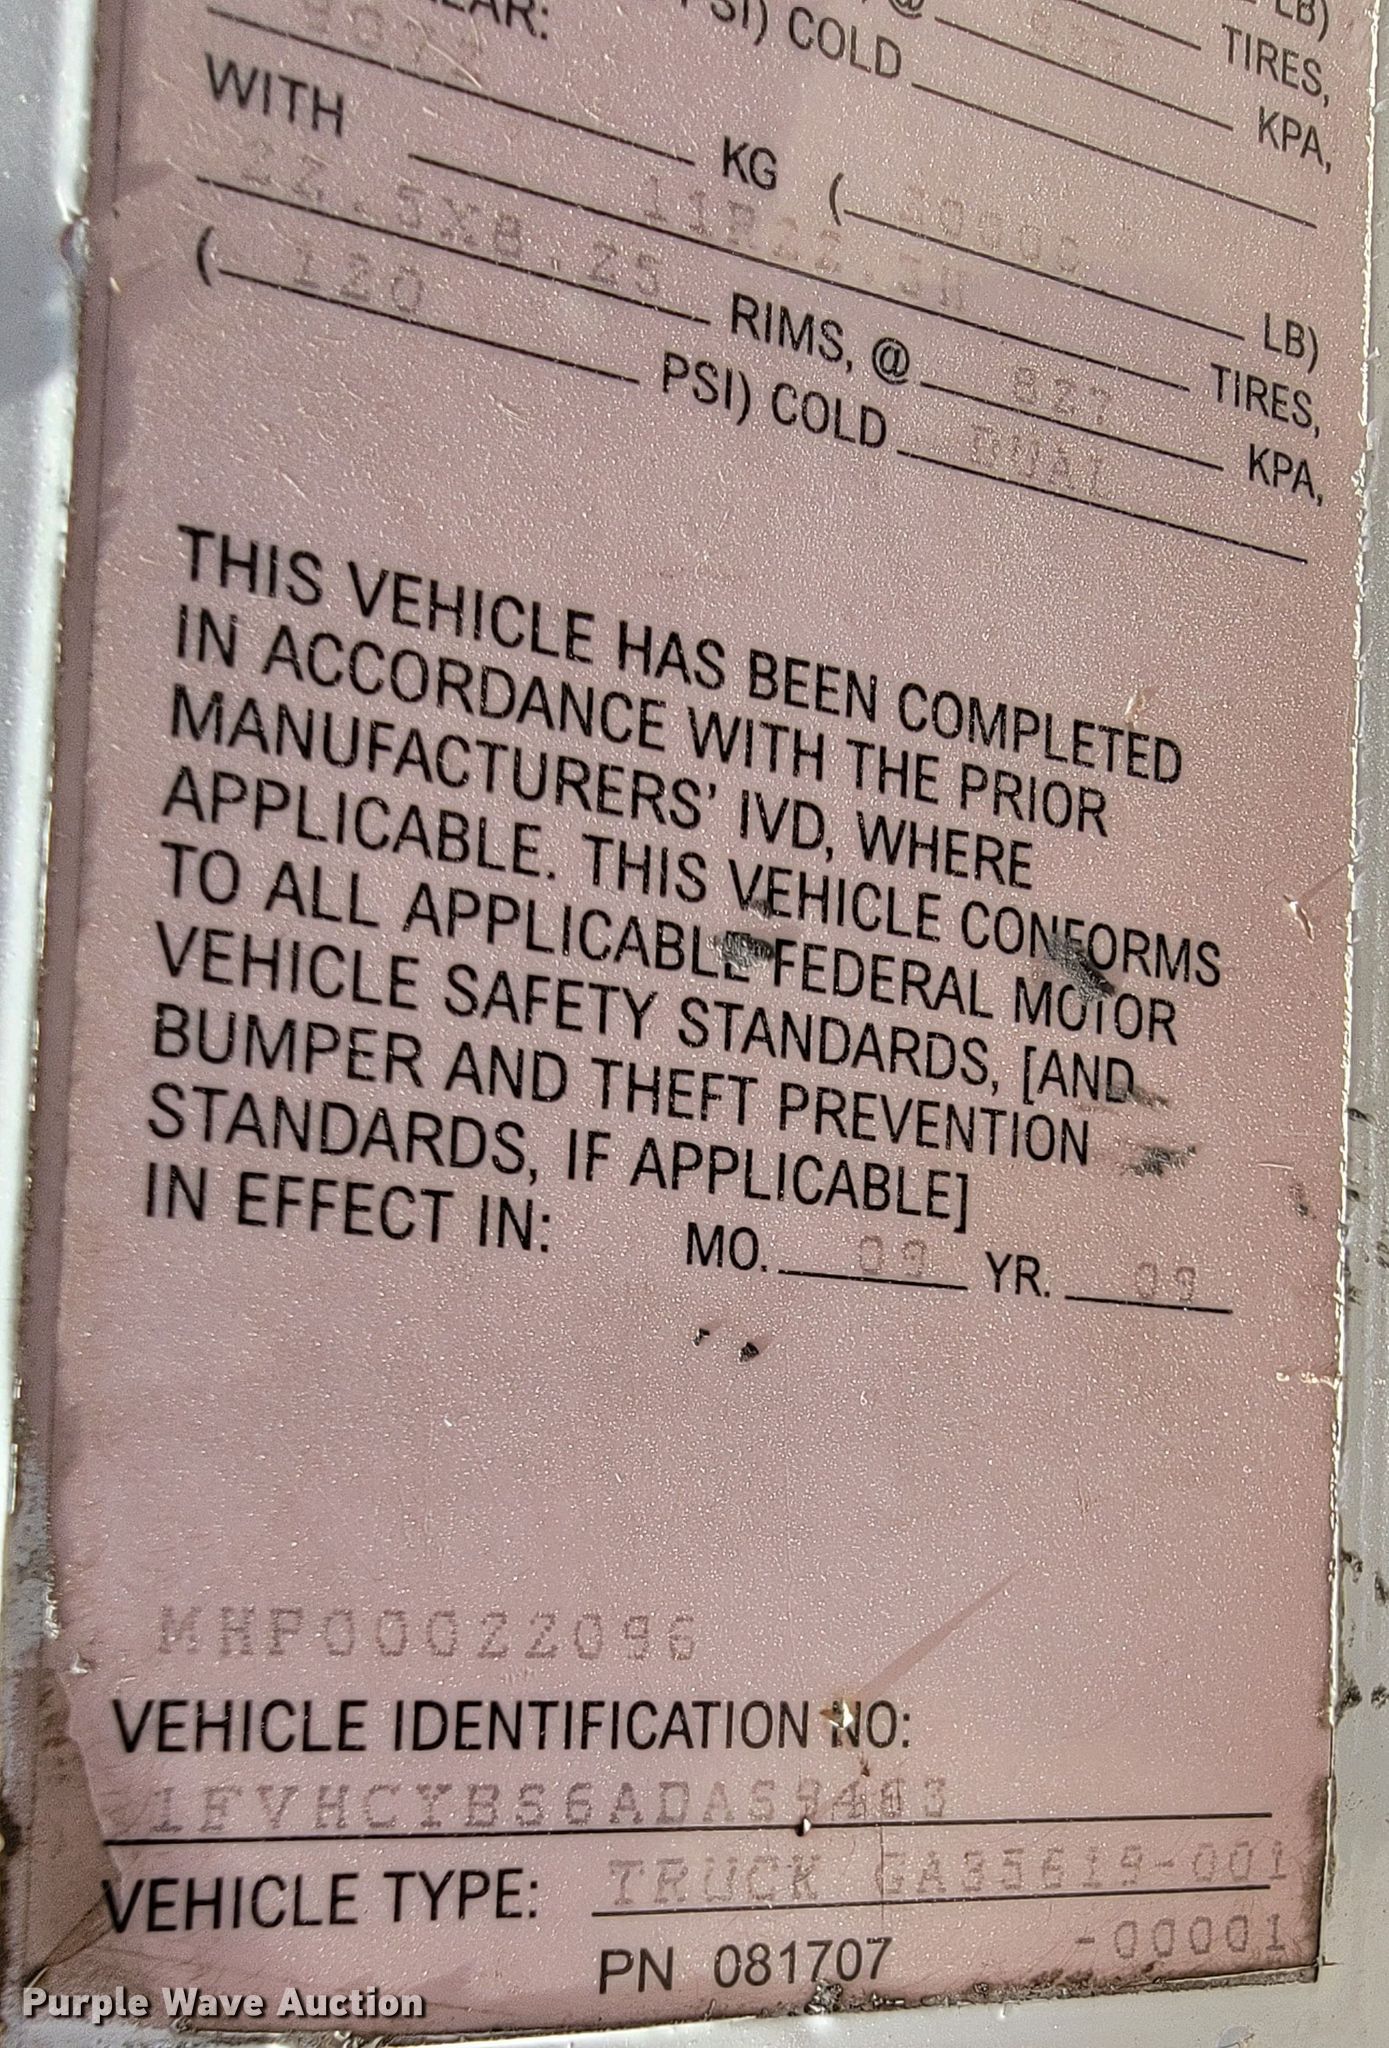 LB)
TIRES,
PSI) COLD
KPA,
WITH
KG (
LB)
11R22.5H TIRES,
22.5X8.25 RIMS, @ 827 KPA,
( 120 PSI) COLD DUAL
THIS VEHICLE HAS BEEN COMPLETED
IN ACCORDANCE WITH THE PRIOR
MANUFACTURERS' IVD, WHERE
APPLICABLE. THIS VEHICLE CONFORMS
TO ALL APPLICABLE FEDERAL MOTOR
VEHICLE SAFETY STANDARDS, [AND
BUMPER AND THEFT PREVENTION
STANDARDS, IF APPLICABLE]
IN EFFECT IN: MO. 09 YR. 09
MHP00022096
VEHICLE IDENTIFICATION NO:
VEHICLE TYPE: TRUCK GA35619-001
-00001
PN 081707
Purple Wave Auction